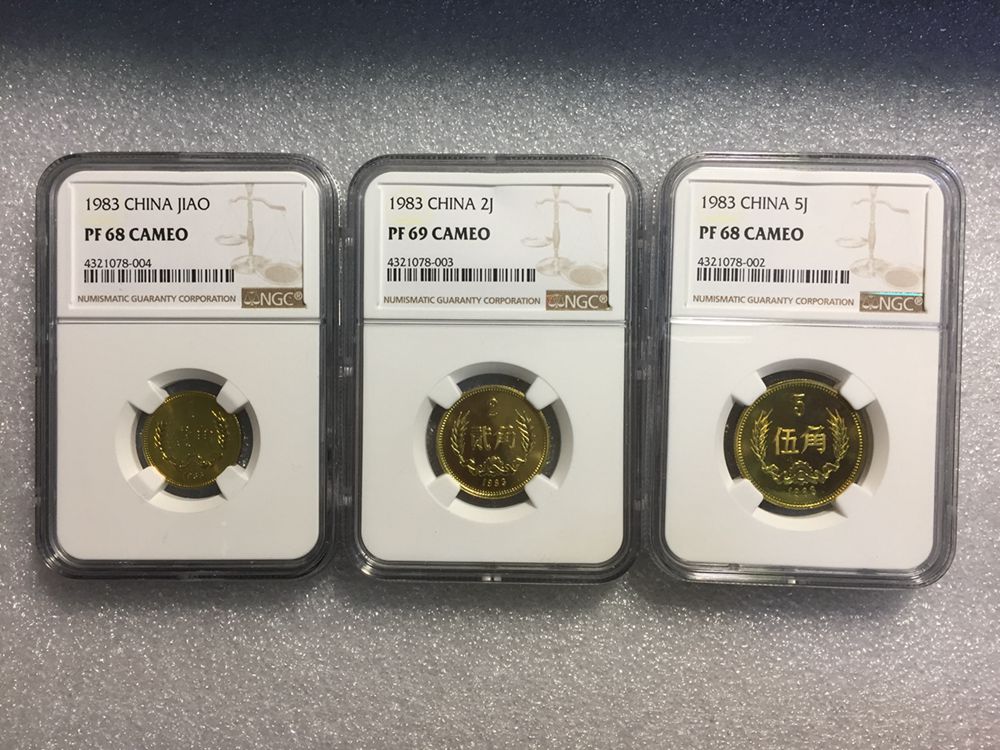 1983 CHINA JIAO
PF 68 CAMEO
4321078-004
NUMISMATIC GUARANTY CORPORATION
NGC®
1983 CHINA 2J
PF 69 CAMEO
4321078-003
NUMISMATIC GUARANTY CORPORATION
NGC®
2
贰角
1983
1983 CHINA 5J
PF 68 CAMEO
4321078-002
NUMISMATIC GUARANTY CORPORATION
NGC®
5
伍角
1983